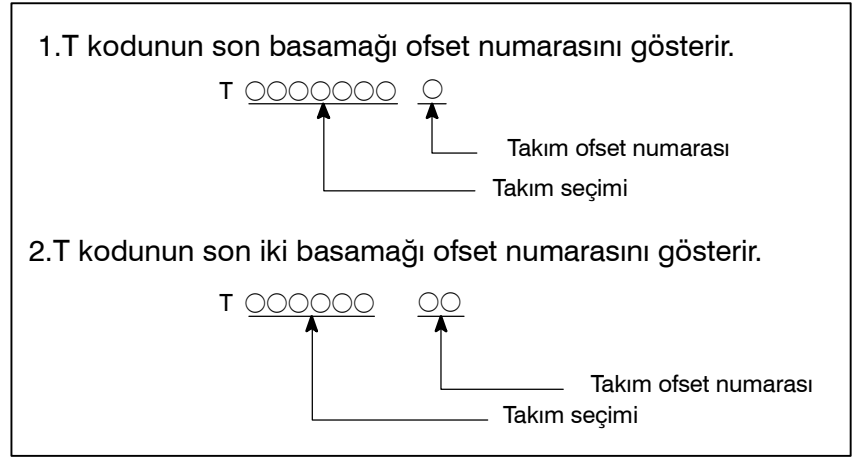 1.T kodunun son basamağı ofset numarasını gösterir.
T ○○○○○○○ ○
Takım ofset numarası
Takım seçimi
2.T kodunun son iki basamağı ofset numarasını gösterir.
T ○○○○○○ ○○
Takım ofset numarası
Takım seçimi